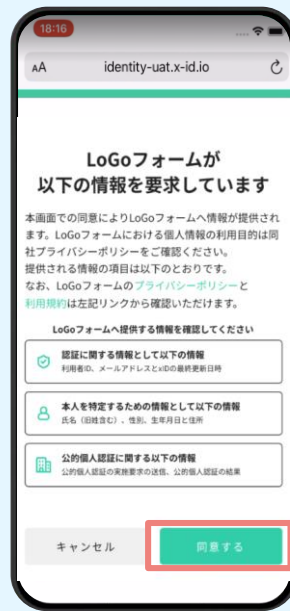 18:16
AA identity-uat.x-id.io
LoGoフォームが
以下の情報を要求しています
本画面での同意によりLoGoフォームへ情報が提供され
ます。LoGoフォームにおける個人情報の利用目的は同
社プライバシーポリシーをご確認ください。
提供される情報の項目は以下のとおりです。
なお、LoGoフォームのプライバシーポリシーと
利用規約は左記リンクから確認いただけます。
LoGoフォームへ提供する情報を確認してください
認証に関する情報として以下の情報
利用者ID、メールアドレスとxIDの最終更新日時
本人を特定するための情報として以下の情報
氏名（旧姓含む）、性別、生年月日と住所
公的個人認証に関する以下の情報
公的個人認証の実施要求の送信、公的個人認証の結果
キャンセル 同意する